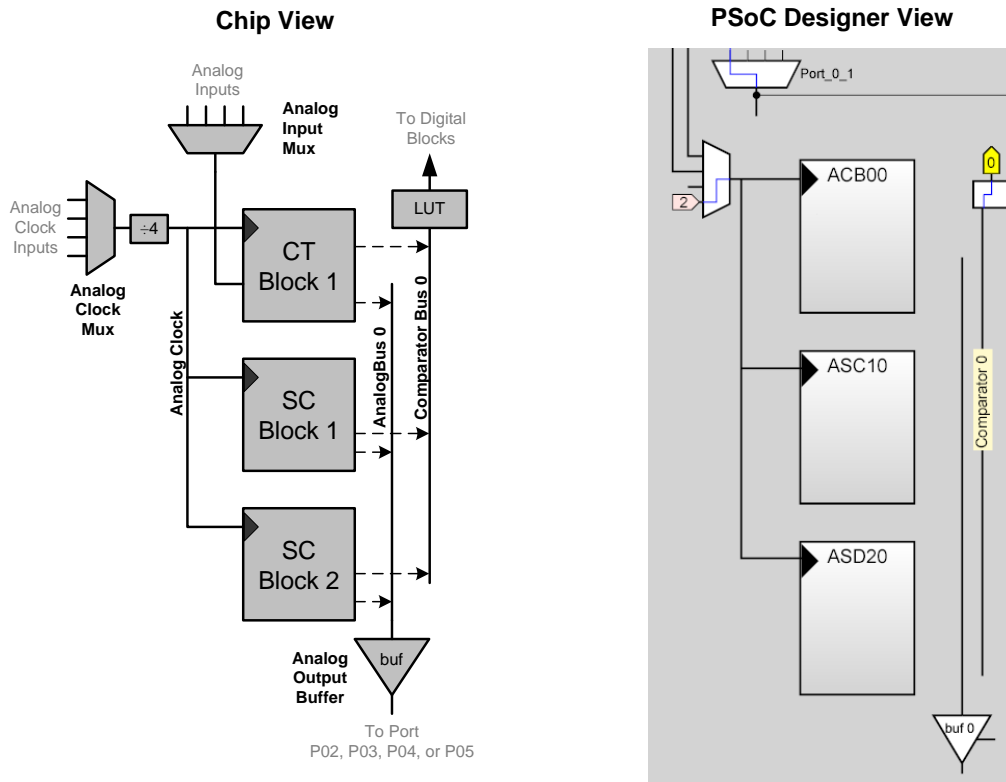 Chip View
Analog
Inputs
Analog
Input
Mux
To Digital
Blocks
LUT
Analog
Clock
Inputs
÷4
Analog
Clock
Mux
CT
Block 1
Analog Clock
AnalogBus 0
Comparator Bus 0
SC
Block 1
SC
Block 2
Analog
Output
Buffer
buf
To Port
P02, P03, P04, or P05
PSoC Designer View
Port_0_1
2
ACB00
0
ASC10
Comparator 0
ASD20
buf 0